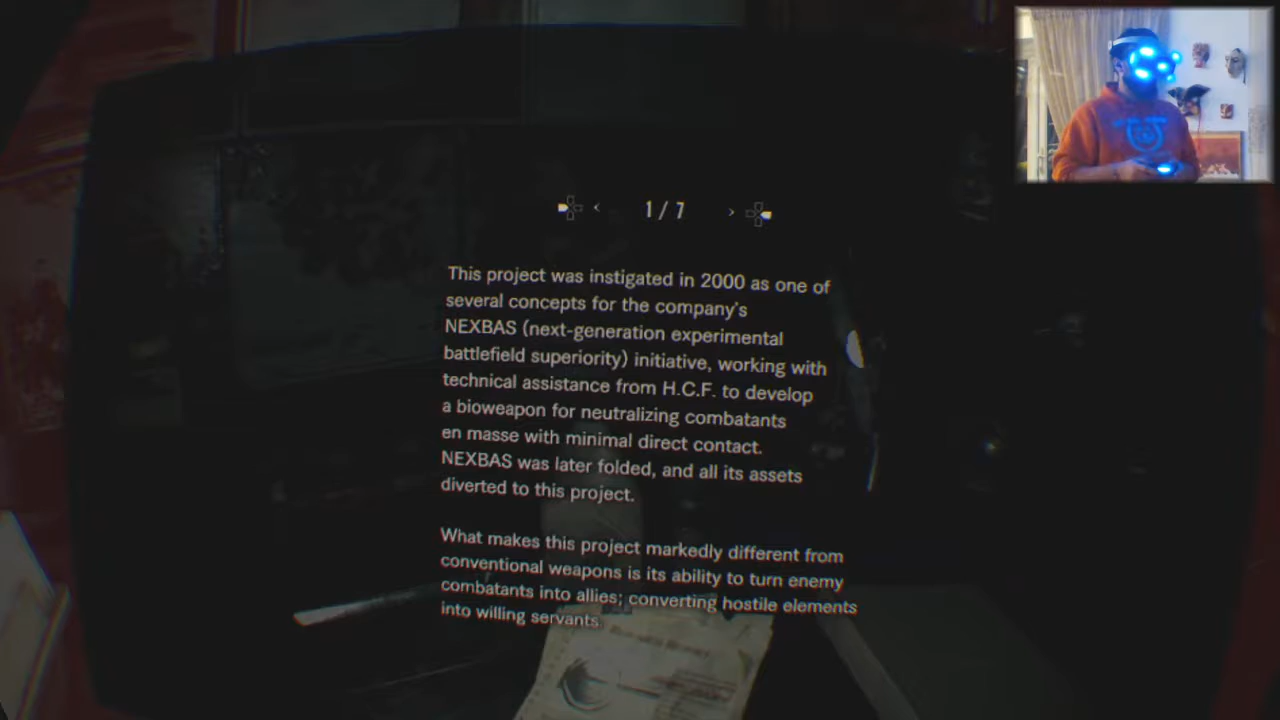 < 1 / 7 >
This project was instigated in 2000 as one of
several concepts for the company's
NEXBAS (next-generation experimental
battlefield superiority) initiative, working with
technical assistance from H.C.F. to develop
a bioweapon for neutralizing combatants
en masse with minimal direct contact.
NEXBAS was later folded, and all its assets
diverted to this project.
What makes this project markedly different from
conventional weapons is its ability to turn enemy
combatants into allies; converting hostile elements
into willing servants.